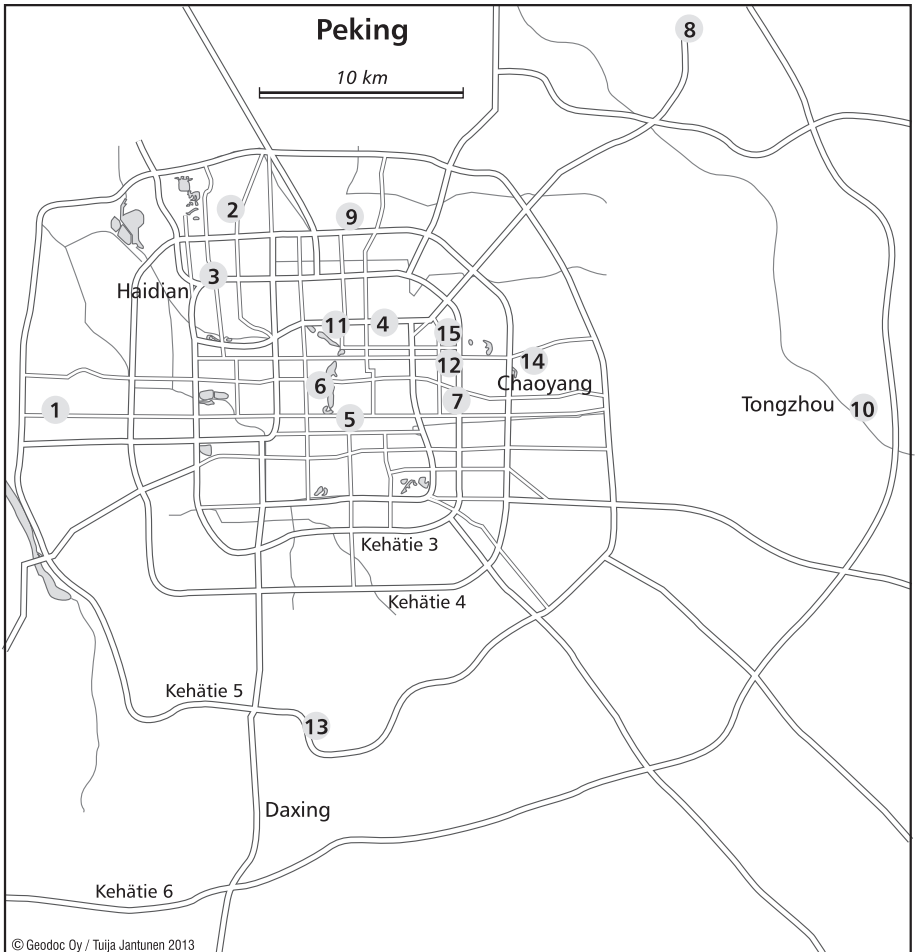 Peking
10 km
8
2
9
3
Haidian
11
4
15
14
12
Chaoyang
6
7
1
5
Tongzhou
10
Kehätie 3
Kehätie 4
Kehätie 5
13
Daxing
Kehätie 6
© Geodoc Oy / Tuija Jantunen 2013